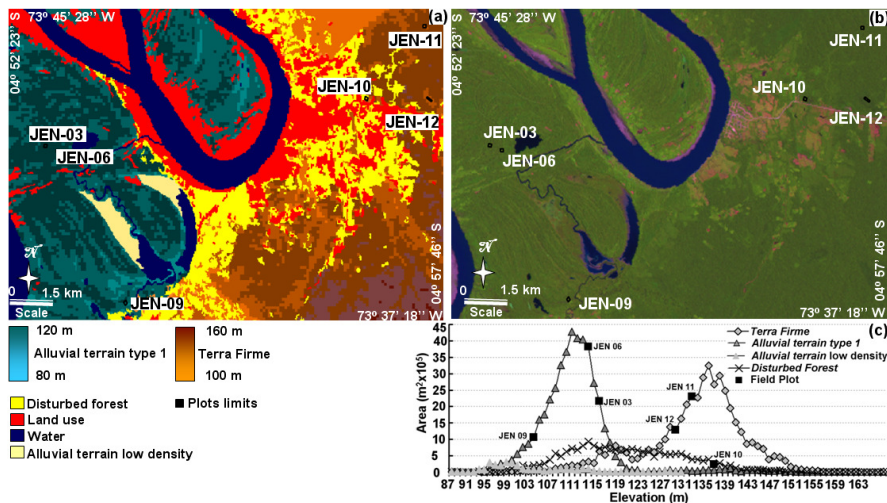 73º 45' 28'' W
(a)
04º 52' 23'' S
JEN-11
JEN-10
JEN-12
JEN-03
JEN-06
JEN-09
N
0 1.5 km
Scale
04º 57' 46'' S
73º 37' 18'' W
73º 45' 28'' W
(b)
04º 52' 23'' S
JEN-11
JEN-10
JEN-12
JEN-03
JEN-06
JEN-09
N
0 1.5 km
Scale
04º 57' 46'' S
73º 37' 18'' W
120 m
Alluvial terrain type 1
80 m
160 m
Terra Firme
100 m
Disturbed forest
Land use
Water
Alluvial terrain low density
Plots limits
(c)
Area (m²x10⁵)
45
40
35
30
25
20
15
10
5
0
JEN 09
JEN 06
JEN 03
JEN 12
JEN 11
JEN 10
Terra Firme
Alluvial terrain type 1
Alluvial terrain low density
Disturbed Forest
Field Plot
87 91 95 99 103 107 111 115 119 123 127 131 135 139 143 147 151 155 159 163
Elevation (m)